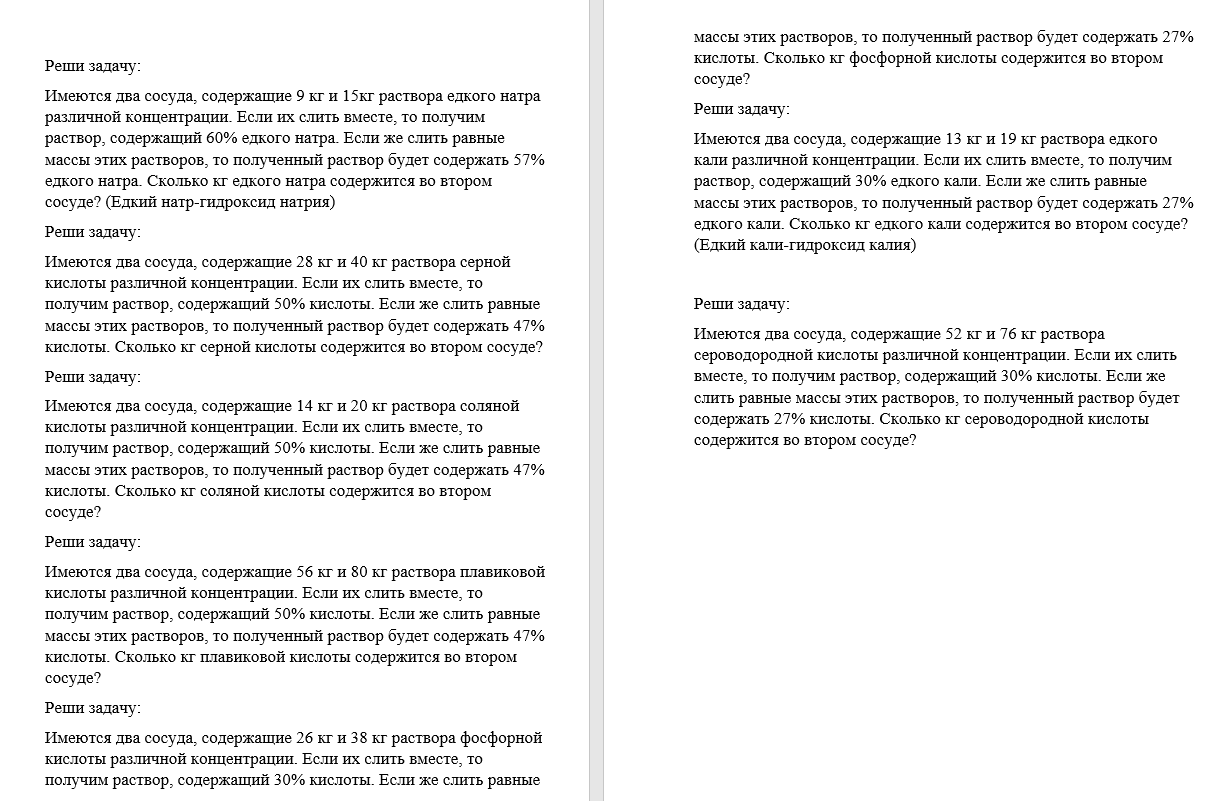 Реши задачу:
Имеются два сосуда, содержащие 9 кг и 15кг раствора едкого натра
различной концентрации. Если их слить вместе, то получим
раствор, содержащий 60% едкого натра. Если же слить равные
массы этих растворов, то полученный раствор будет содержать 57%
едкого натра. Сколько кг едкого натра содержится во втором
сосуде? (Едкий натр-гидроксид натрия)
Реши задачу:
Имеются два сосуда, содержащие 28 кг и 40 кг раствора серной
кислоты различной концентрации. Если их слить вместе, то
получим раствор, содержащий 50% кислоты. Если же слить равные
массы этих растворов, то полученный раствор будет содержать 47%
кислоты. Сколько кг серной кислоты содержится во втором сосуде?
Реши задачу:
Имеются два сосуда, содержащие 14 кг и 20 кг раствора соляной
кислоты различной концентрации. Если их слить вместе, то
получим раствор, содержащий 50% кислоты. Если же слить равные
массы этих растворов, то полученный раствор будет содержать 47%
кислоты. Сколько кг соляной кислоты содержится во втором
сосуде?
Реши задачу:
Имеются два сосуда, содержащие 56 кг и 80 кг раствора плавиковой
кислоты различной концентрации. Если их слить вместе, то
получим раствор, содержащий 50% кислоты. Если же слить равные
массы этих растворов, то полученный раствор будет содержать 47%
кислоты. Сколько кг плавиковой кислоты содержится во втором
сосуде?
Реши задачу:
Имеются два сосуда, содержащие 26 кг и 38 кг раствора фосфорной
кислоты различной концентрации. Если их слить вместе, то
получим раствор, содержащий 30% кислоты. Если же слить равные
массы этих растворов, то полученный раствор будет содержать 27%
кислоты. Сколько кг фосфорной кислоты содержится во втором
сосуде?
Реши задачу:
Имеются два сосуда, содержащие 13 кг и 19 кг раствора едкого
кали различной концентрации. Если их слить вместе, то получим
раствор, содержащий 30% едкого кали. Если же слить равные
массы этих растворов, то полученный раствор будет содержать 27%
едкого кали. Сколько кг едкого кали содержится во втором сосуде?
(Едкий кали-гидроксид калия)
Реши задачу:
Имеются два сосуда, содержащие 52 кг и 76 кг раствора
сероводородной кислоты различной концентрации. Если их слить
вместе, то получим раствор, содержащий 30% кислоты. Если же
слить равные массы этих растворов, то полученный раствор будет
содержать 27% кислоты. Сколько кг сероводородной кислоты
содержится во втором сосуде?